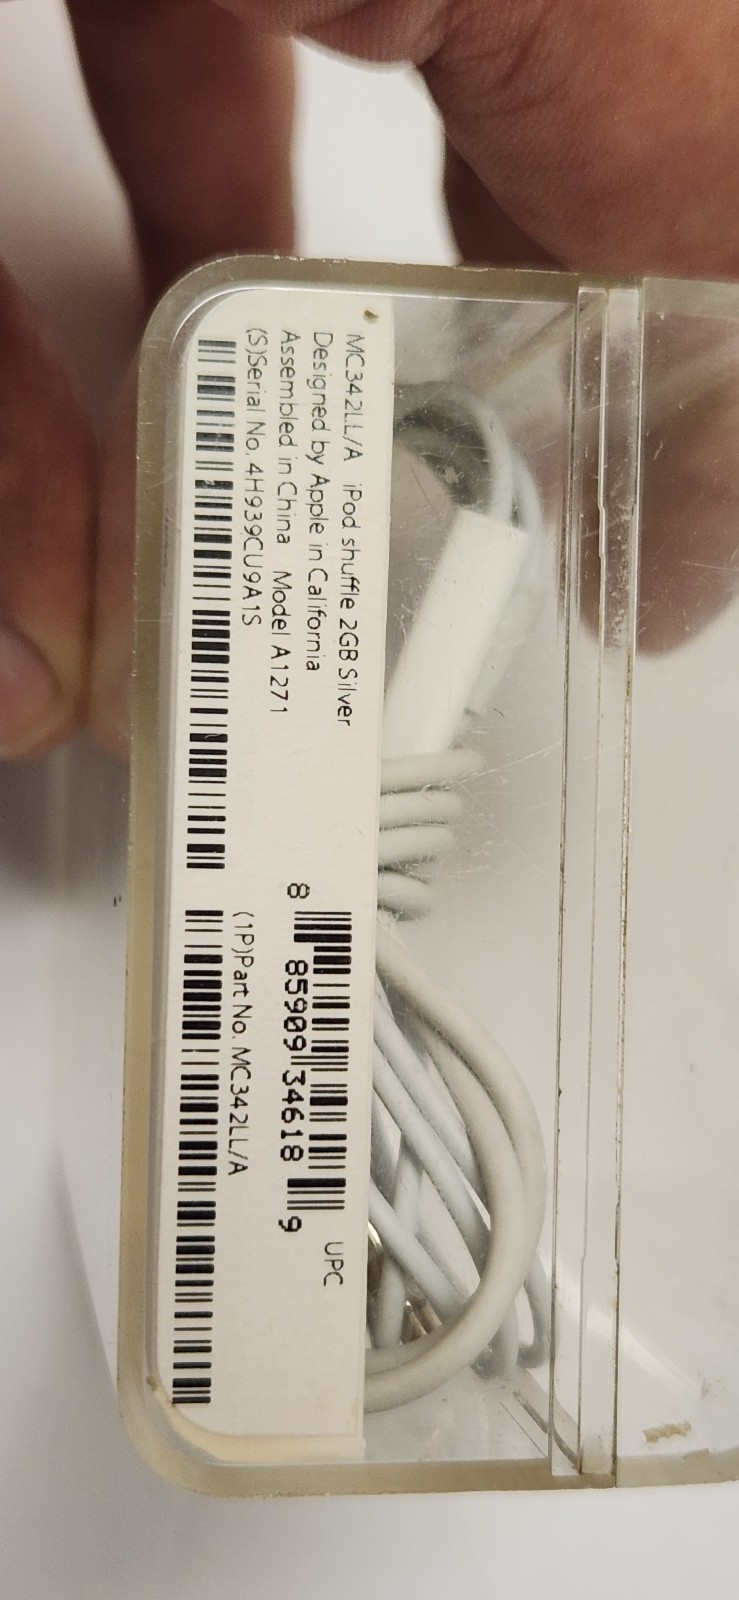 MC342LL/A iPod shuffle 2GB Silver
Designed by Apple in California
Assembled in China Model A1271
(S)Serial No. 4H939CU9A1S
UPC
8 85909 34618 9
(1P)Part No. MC342LL/A